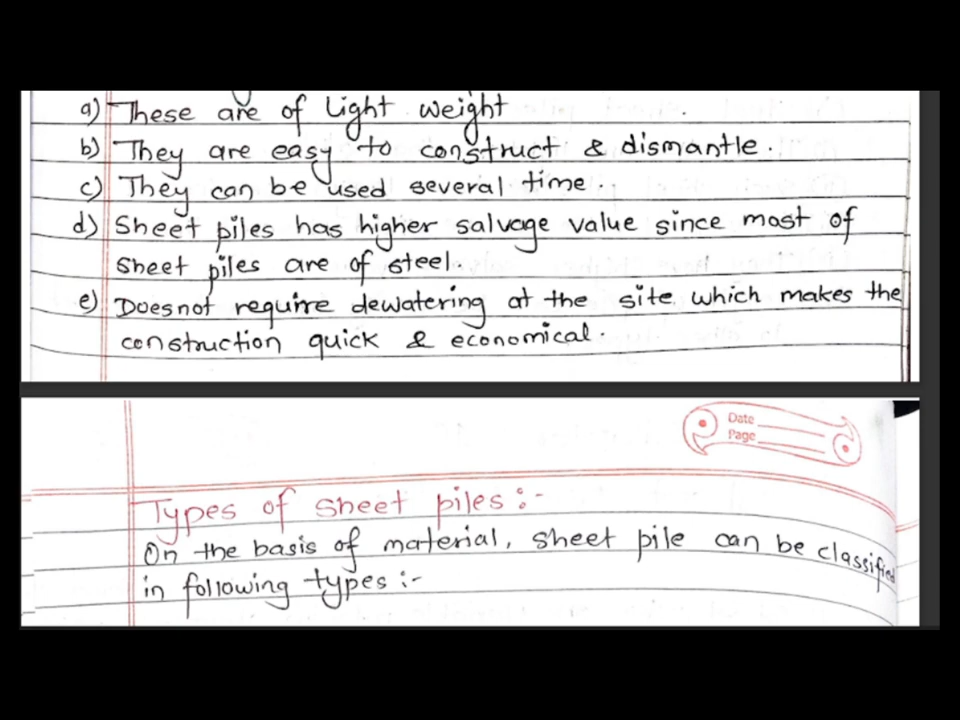 a) These are of light weight
b) They are easy to construct & dismantle.
c) They can be used several time.
d) Sheet piles has higher salvage value since most of
sheet piles are of steel.
e) Doesnot require dewatering at the site which makes the
construction quick & economical.
Date
Page
Types of sheet piles :-
On the basis of material, sheet pile can be classified
in following types :-